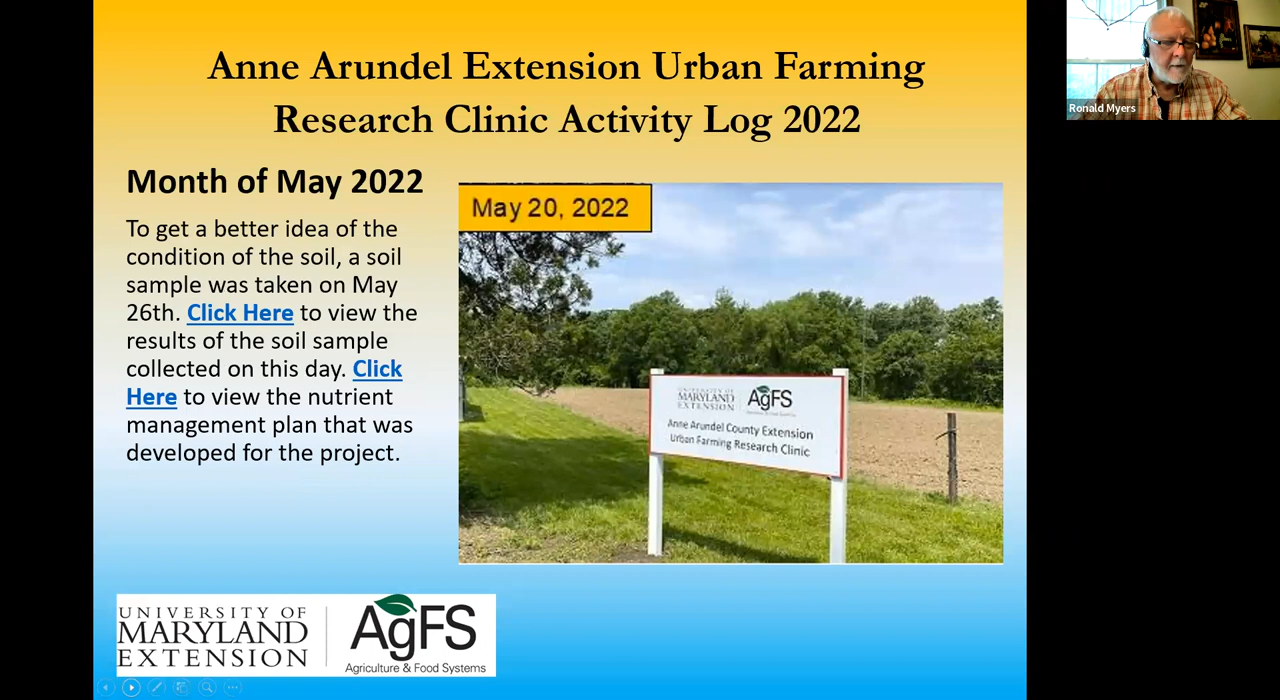 Anne Arundel Extension Urban Farming
Research Clinic Activity Log 2022
Month of May 2022
To get a better idea of the
condition of the soil, a soil
sample was taken on May
26th. Click Here to view the
results of the soil sample
collected on this day. Click
Here to view the nutrient
management plan that was
developed for the project.
May 20, 2022
UNIVERSITY OF
MARYLAND
EXTENSION
AgFS
Anne Arundel County Extension
Urban Farming Research Clinic
UNIVERSITY OF
MARYLAND
EXTENSION
AgFS
Agriculture & Food Systems
Ronald Myers